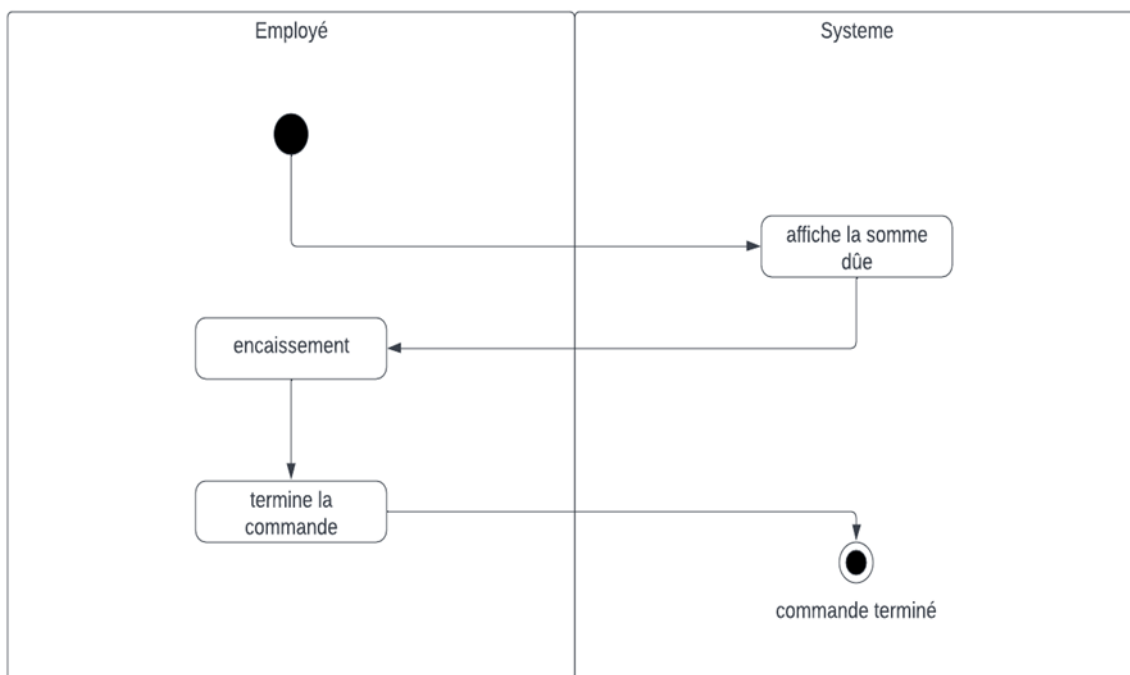 Employé
Systeme
affiche la somme
dûe
encaissement
termine la
commande
commande terminé